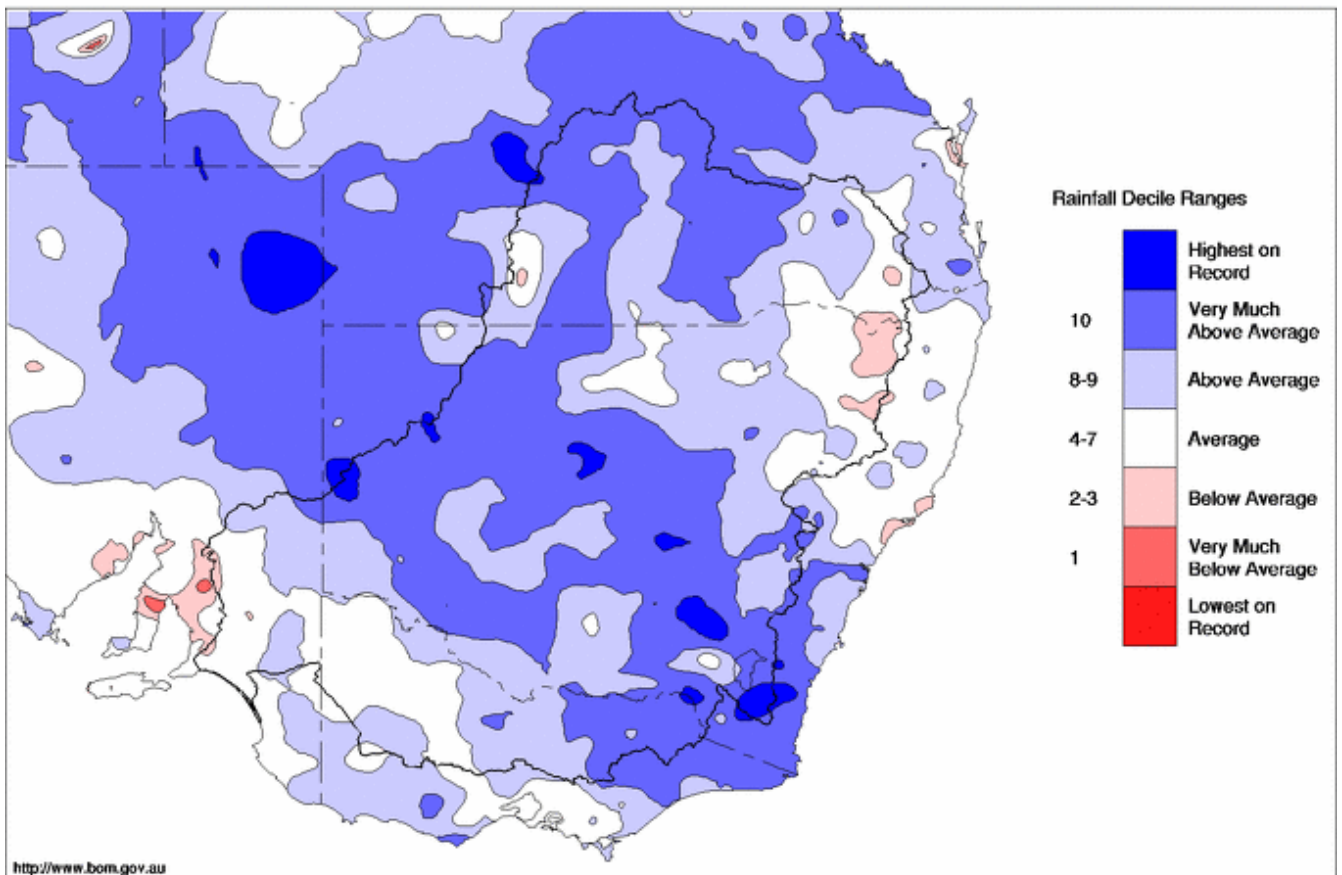 Rainfall Decile Ranges
Highest on
Record
10
Very Much
Above Average
8-9
Above Average
4-7
Average
2-3
Below Average
1
Very Much
Below Average
Lowest on
Record
http://www.bom.gov.au